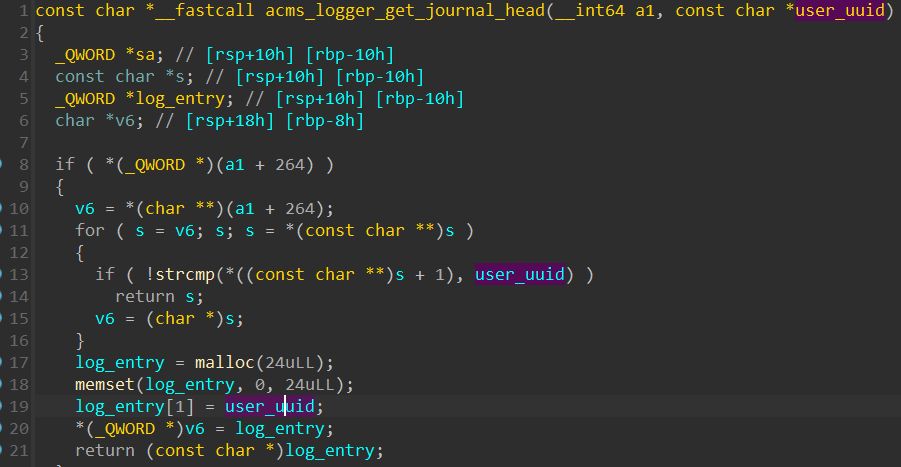 1 const char *__fastcall acms_logger_get_journal_head(__int64 a1, const char *user_uuid)
2 {
3 _QWORD *sa; // [rsp+10h] [rbp-10h]
4 const char *s; // [rsp+10h] [rbp-10h]
5 _QWORD *log_entry; // [rsp+10h] [rbp-10h]
6 char *v6; // [rsp+18h] [rbp-8h]
7
8 if ( *(_QWORD *)(a1 + 264) )
9 {
10 v6 = *(char **)(a1 + 264);
11 for ( s = v6; s; s = *(const char **)s )
12 {
13 if ( !strcmp(*((const char **)s + 1), user_uuid) )
14 return s;
15 v6 = (char *)s;
16 }
17 log_entry = malloc(24uLL);
18 memset(log_entry, 0, 24uLL);
19 log_entry[1] = user_uuid;
20 *(_QWORD *)v6 = log_entry;
21 return (const char *)log_entry;